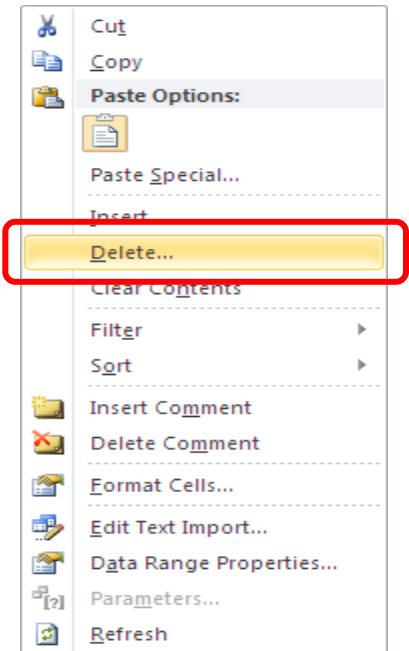 Cut
Copy
Paste Options:
Paste Special...
Insert...
Delete...
Clear Contents
Filter
Sort
Insert Comment
Delete Comment
Format Cells...
Edit Text Import...
Data Range Properties...
Parameters...
Refresh